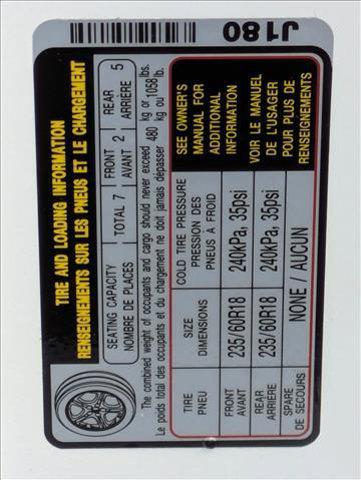 J180
TIRE AND LOADING INFORMATION
RENSEIGNEMENTS SUR LES PNEUS ET LE CHARGEMENT
SEATING CAPACITY
NOMBRE DE PLACES
TOTAL 7
FRONT
AVANT
2
REAR
ARRIÈRE
5
The combined weight of occupants and cargo should never exceed 480 kg or 1058 lbs.
Le poids total des occupants et du chargement ne doit jamais dépasser 480 kg ou 1058 lb.
TIRE
PNEU
SIZE
DIMENSIONS
COLD TIRE PRESSURE
PRESSION DES
PNEUS À FROID
FRONT
AVANT
235/60R18
240kPa, 35psi
REAR
ARRIÈRE
235/60R18
240kPa, 35psi
SPARE
DE SECOURS
NONE / AUCUN
SEE OWNER'S
MANUAL FOR
ADDITIONAL
INFORMATION
VOIR LE MANUEL
DE L'USAGER
POUR PLUS DE
RENSEIGNEMENTS